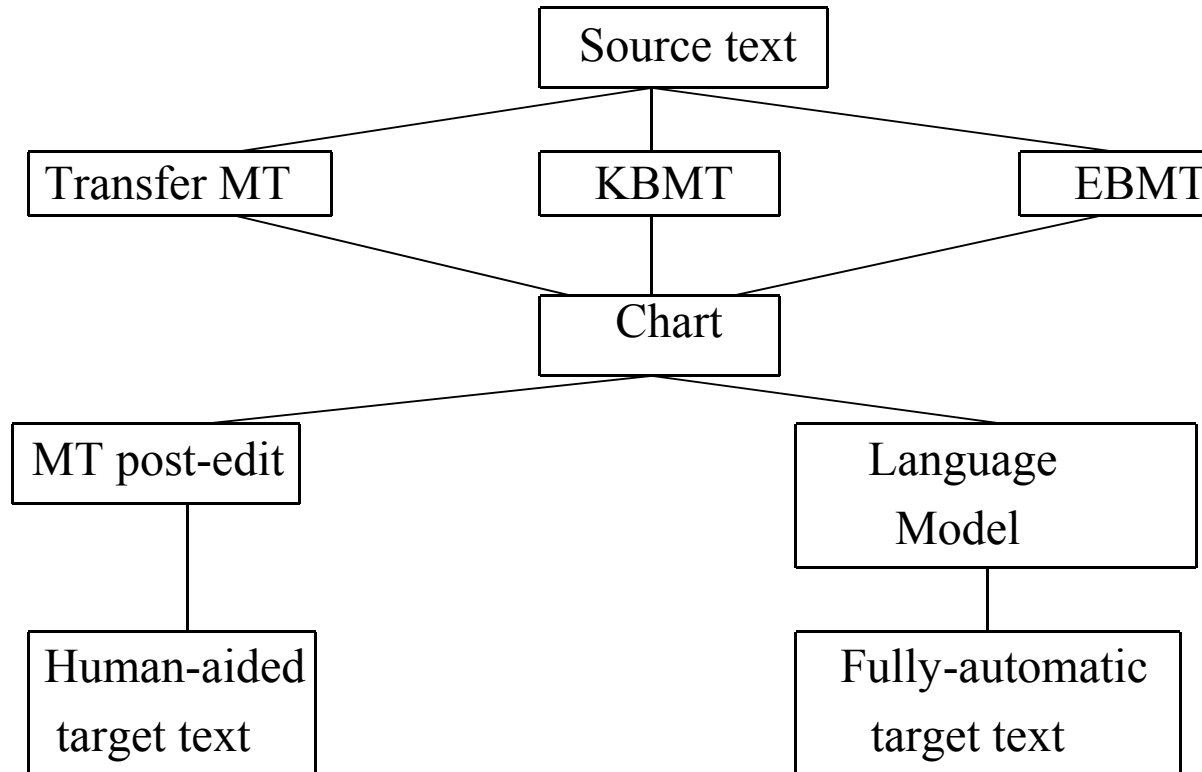 Source text
Transfer MT
KBMT
EBMT
Chart
MT post-edit
Language
Model
Human-aided
target text
Fully-automatic
target text